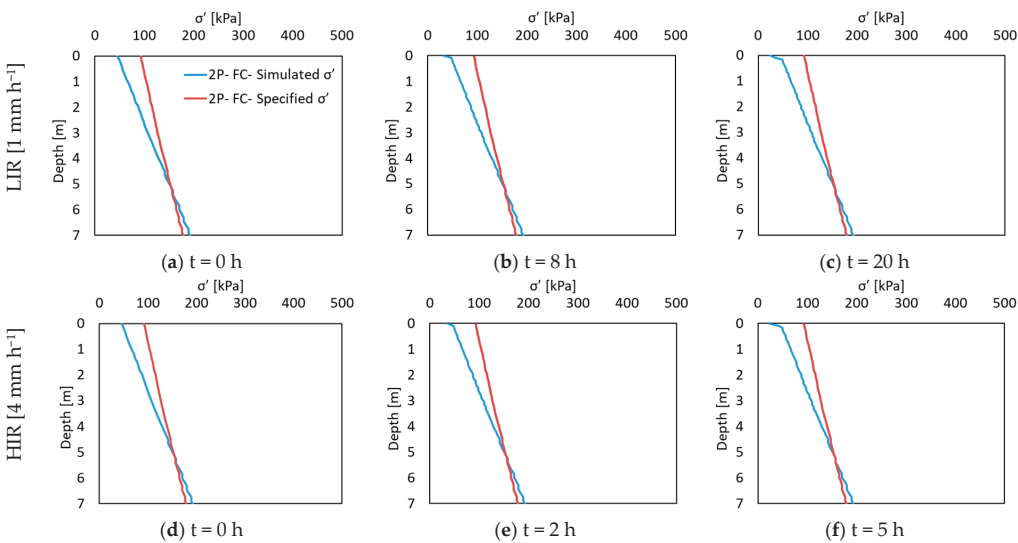 σ’ [kPa] σ’ [kPa] σ’ [kPa]
0 100 200 300 400 500 0 100 200 300 400 500 0 100 200 300 400 500
LIR [1 mm h⁻¹]
Depth [m] Depth [m] Depth [m]
0 0 0
2P- FC- Simulated σ’
1 1 1
2P- FC- Specified σ’
2 2 2
3 3 3
4 4 4
5 5 5
6 6 6
7 7 7
(a) t = 0 h (b) t = 8 h (c) t = 20 h
σ’ [kPa] σ’ [kPa] σ’ [kPa]
0 100 200 300 400 500 0 100 200 300 400 500 0 100 200 300 400 500
HIR [4 mm h⁻¹]
Depth [m] Depth [m] Depth [m]
0 0 0
1 1 1
2 2 2
3 3 3
4 4 4
5 5 5
6 6 6
7 7 7
(d) t = 0 h (e) t = 2 h (f) t = 5 h